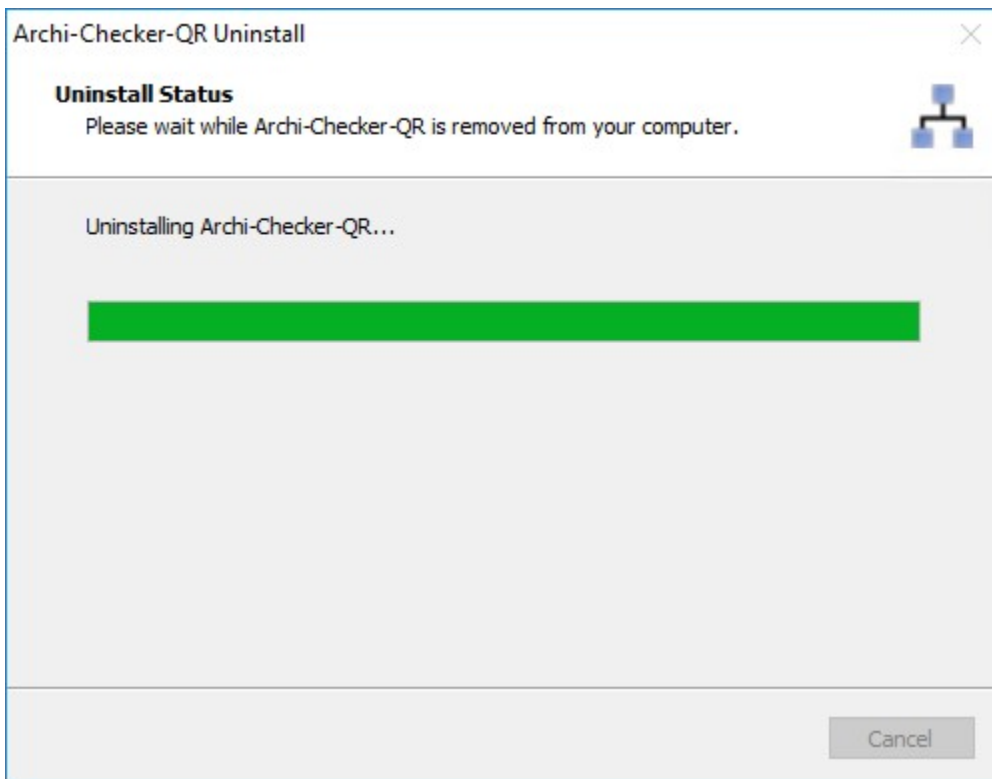 Archi-Checker-QR Uninstall
Uninstall Status
Please wait while Archi-Checker-QR is removed from your computer.
Uninstalling Archi-Checker-QR...
Cancel